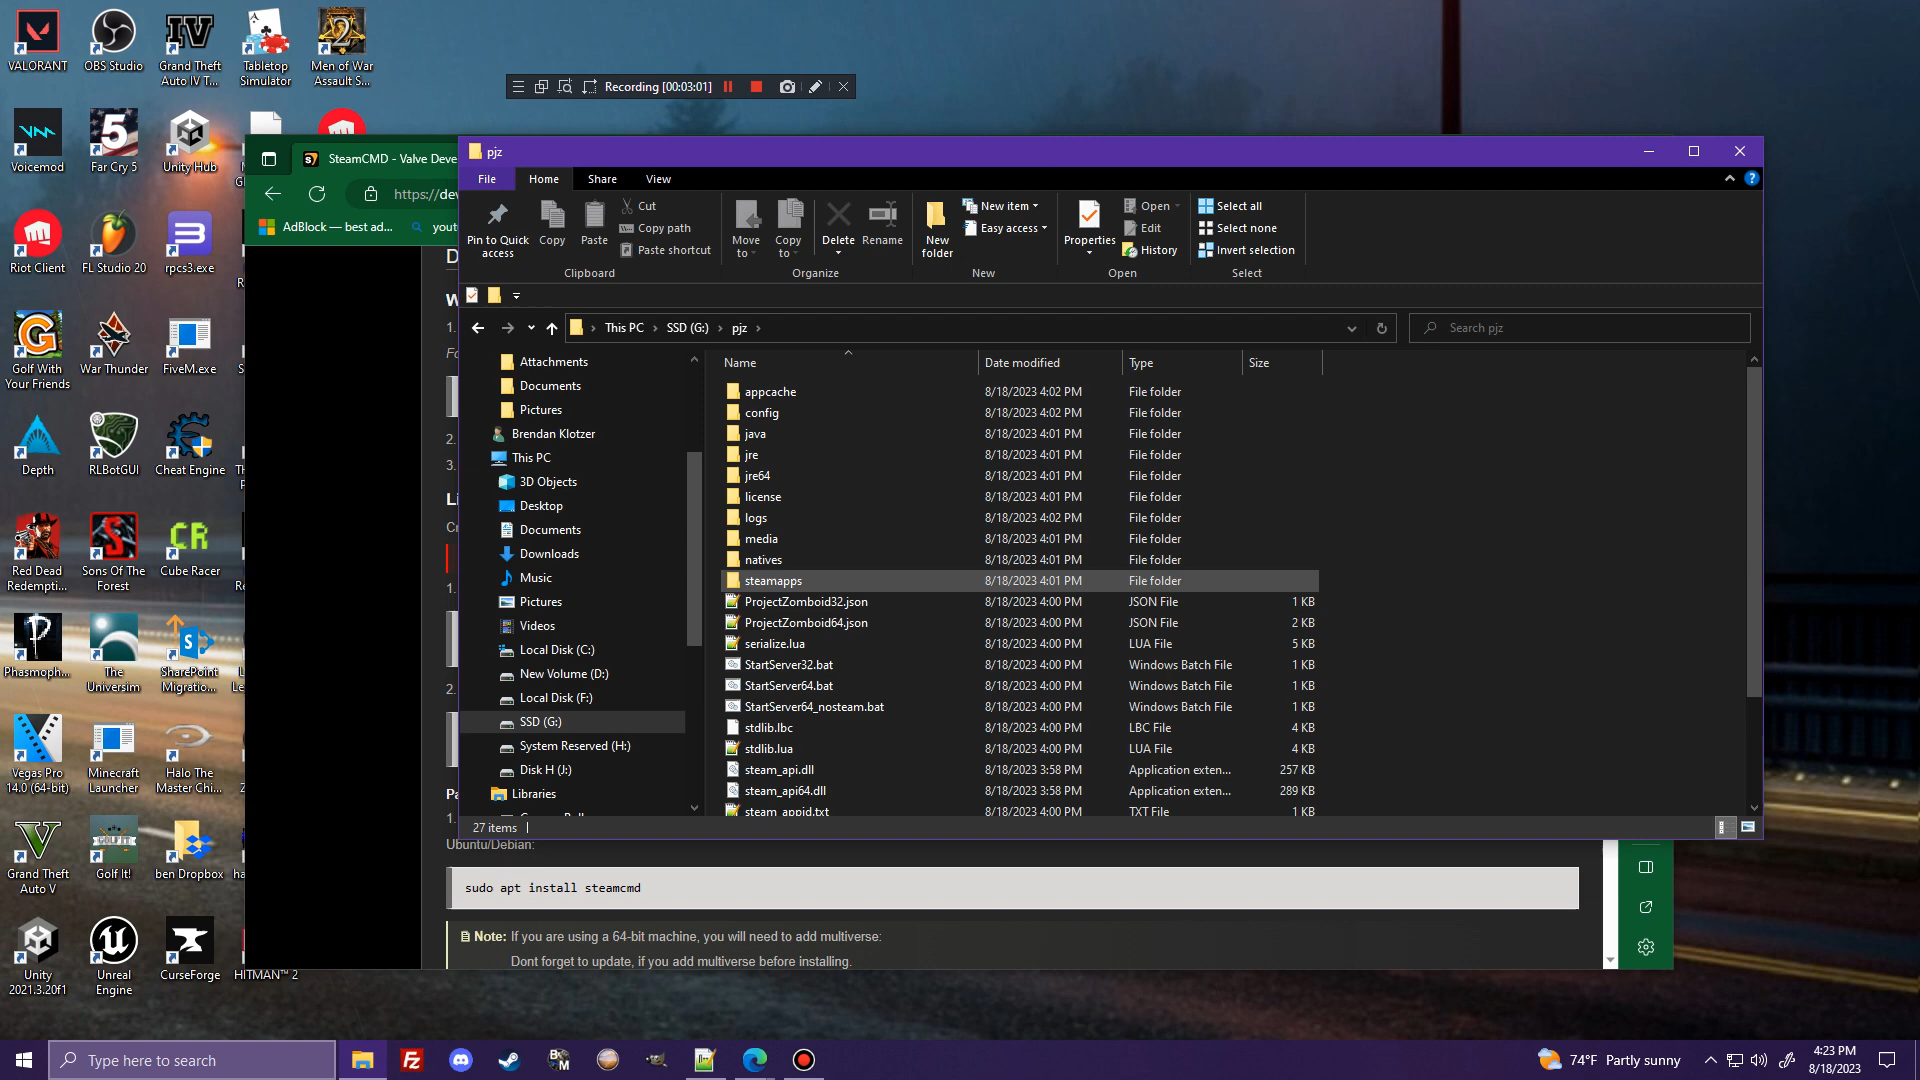 VALORANT
OBS Studio
Grand Theft
Auto IV T...
Tabletop
Simulator
Men of War
Assault S...
Voicemod
Far Cry 5
Unity Hub
Riot Client
FL Studio 20
rpcs3.exe
Golf With
Your Friends
War Thunder
FiveM.exe
Depth
RLBotGUI
Cheat Engine
Red Dead
Redempti...
Sons Of The
Forest
Cube Racer
Phasmoph...
The
Universim
SharePoint
Migratio...
Vegas Pro
14.0 (64-bit)
Minecraft
Launcher
Halo The
Master Chi...
Grand Theft
Auto V
Golf It!
ben Dropbox
Unity
2021.3.20f1
Unreal
Engine
CurseForge
HITMAN™ 2
Recording [00:03:01]
SteamCMD - Valve Deve
https://dev
AdBlock — best ad...
yout
pjz
File
Home
Share
View
Pin to Quick
access
Copy
Paste
Cut
Copy path
Paste shortcut
Clipboard
Move
to
Copy
to
Delete
Rename
Organize
New
folder
New item
Easy access
New
Properties
Open
Edit
History
Open
Select all
Select none
Invert selection
Select
This PC
SSD (G:)
pjz
Search pjz
Attachments
Documents
Pictures
Brendan Klotzer
This PC
3D Objects
Desktop
Documents
Downloads
Music
Pictures
Videos
Local Disk (C:)
New Volume (D:)
Local Disk (F:)
SSD (G:)
System Reserved (H:)
Disk H (J:)
Libraries
Name Date modified Type Size
appcache 8/18/2023 4:02 PM File folder
config 8/18/2023 4:02 PM File folder
java 8/18/2023 4:01 PM File folder
jre 8/18/2023 4:01 PM File folder
jre64 8/18/2023 4:01 PM File folder
license 8/18/2023 4:01 PM File folder
logs 8/18/2023 4:02 PM File folder
media 8/18/2023 4:01 PM File folder
natives 8/18/2023 4:01 PM File folder
steamapps 8/18/2023 4:01 PM File folder
ProjectZomboid32.json 8/18/2023 4:00 PM JSON File 1 KB
ProjectZomboid64.json 8/18/2023 4:00 PM JSON File 2 KB
serialize.lua 8/18/2023 4:00 PM LUA File 5 KB
StartServer32.bat 8/18/2023 4:00 PM Windows Batch File 1 KB
StartServer64.bat 8/18/2023 4:00 PM Windows Batch File 1 KB
StartServer64_nosteam.bat 8/18/2023 4:00 PM Windows Batch File 1 KB
stdlib.lbc 8/18/2023 4:00 PM LBC File 4 KB
stdlib.lua 8/18/2023 4:00 PM LUA File 4 KB
steam_api.dll 8/18/2023 3:58 PM Application exten... 257 KB
steam_api64.dll 8/18/2023 3:58 PM Application exten... 289 KB
steam_appid.txt 8/18/2023 4:00 PM TXT File 1 KB
27 items
Ubuntu/Debian:
sudo apt install steamcmd
Note: If you are using a 64-bit machine, you will need to add multiverse:
Dont forget to update, if you add multiverse before installing.
Type here to search
74°F Partly sunny
4:23 PM
8/18/2023